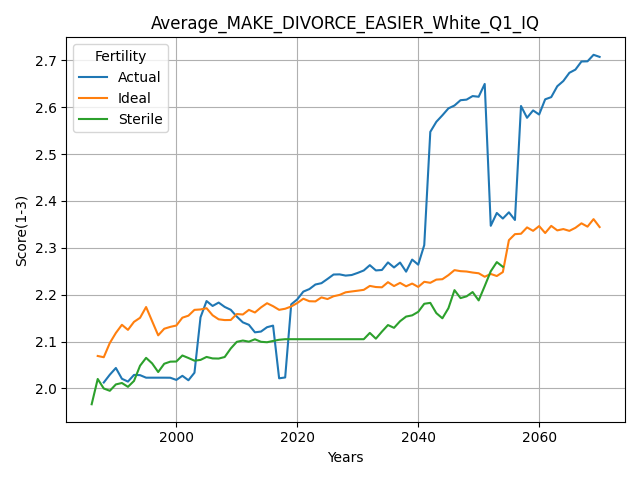 Average_MAKE_DIVORCE_EASIER_White_Q1_IQ
Fertility
Actual
Ideal
Sterile
Score(1-3)
2.7
2.6
2.5
2.4
2.3
2.2
2.1
2.0
2000 2020 2040 2060
Years